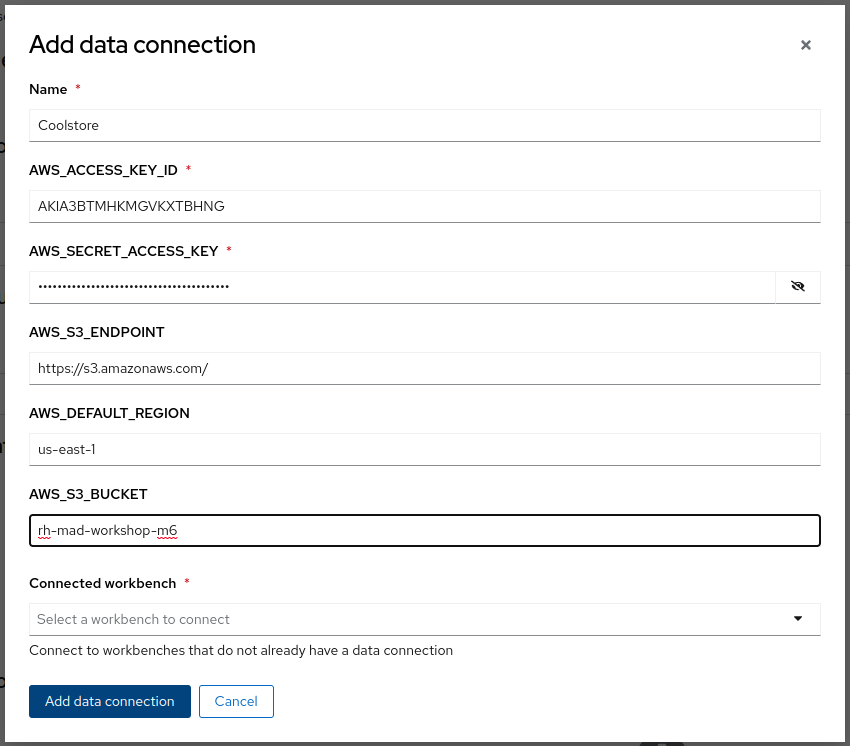 Add data connection
Name *
Coolstore
AWS_ACCESS_KEY_ID *
AKIA3BTMHKMGVKXTBHNG
AWS_SECRET_ACCESS_KEY *
••••••••••••••••••••••••••••••••••••••••
AWS_S3_ENDPOINT
https://s3.amazonaws.com/
AWS_DEFAULT_REGION
us-east-1
AWS_S3_BUCKET
rh-mad-workshop-m6
Connected workbench *
Select a workbench to connect
Connect to workbenches that do not already have a data connection
Add data connection Cancel